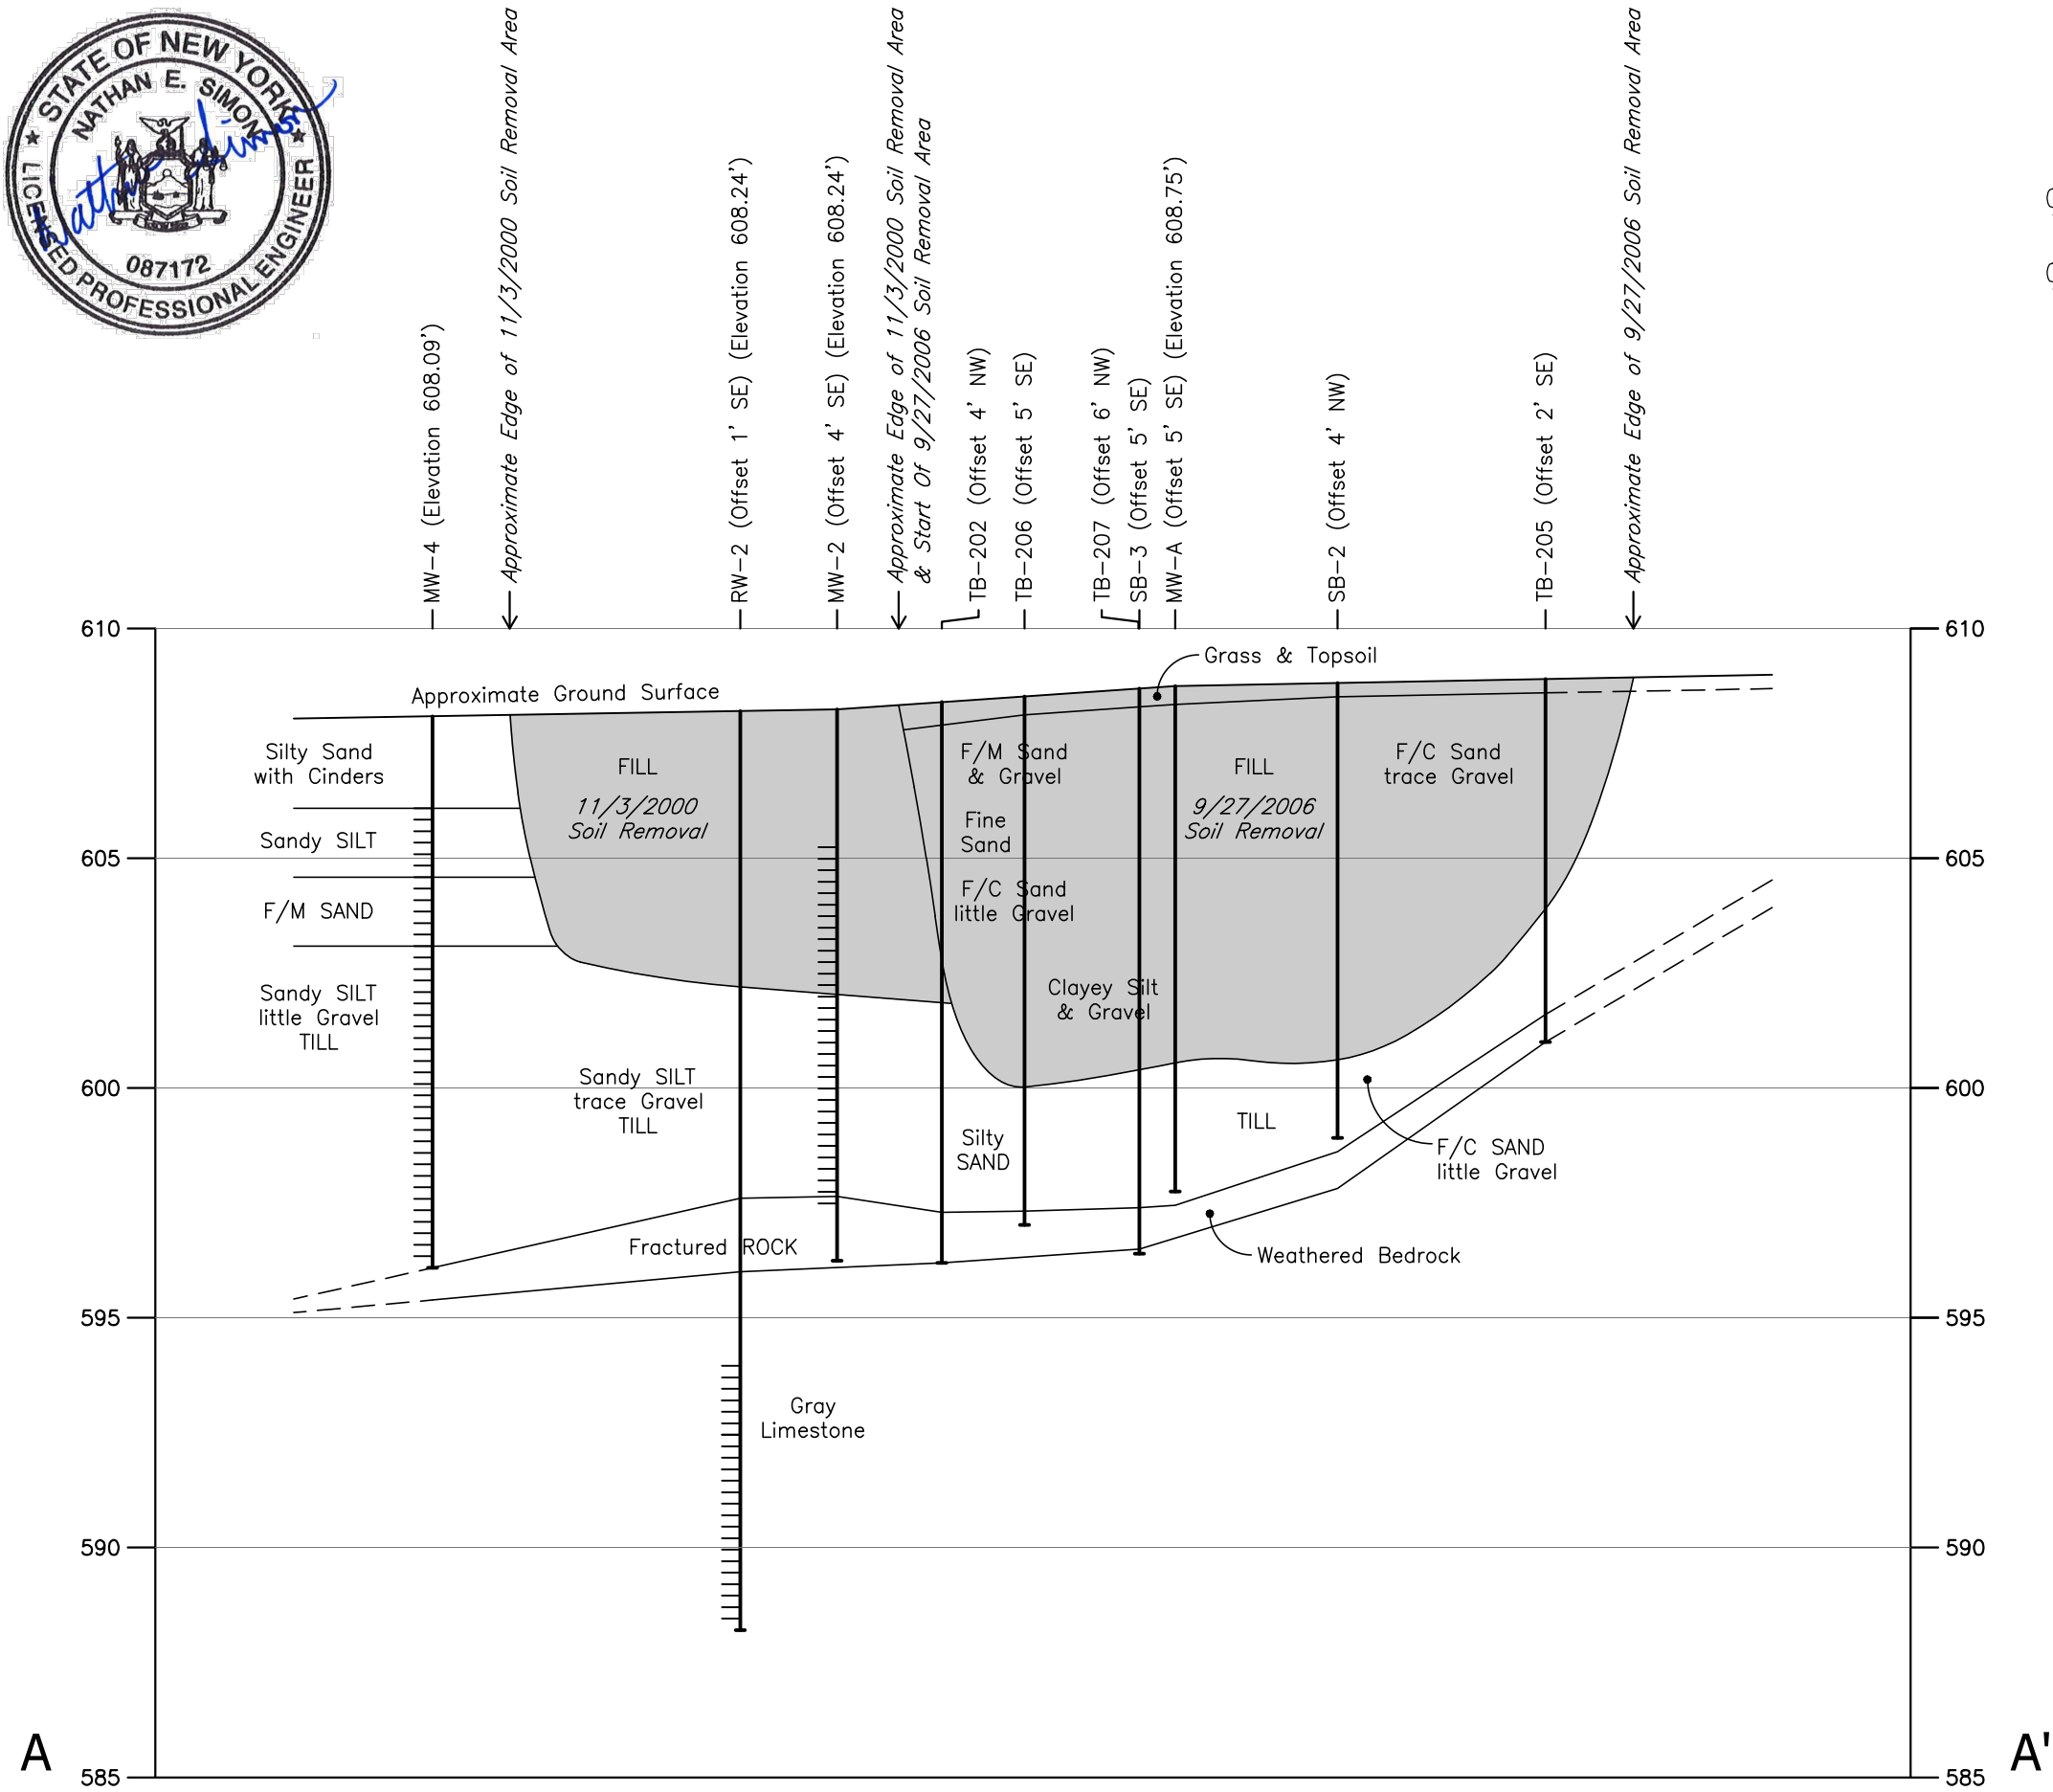 STATE OF NEW YORK
NATHAN E. SIMON
087172
LICENSED PROFESSIONAL ENGINEER
Nathan Simon
MW-4 (Elevation 608.09')
Approximate Edge of 11/3/2000 Soil Removal Area
RW-2 (Offset 1' SE) (Elevation 608.24')
MW-2 (Offset 4' SE) (Elevation 608.24')
Approximate Edge of 11/3/2000 Soil Removal Area
& Start Of 9/27/2006 Soil Removal Area
TB-202 (Offset 4' NW)
TB-206 (Offset 5' SE)
TB-207 (Offset 6' NW)
SB-3 (Offset 5' SE)
MW-A (Offset 5' SE) (Elevation 608.75')
SB-2 (Offset 4' NW)
TB-205 (Offset 2' SE)
Approximate Edge of 9/27/2006 Soil Removal Area
610
610
Grass & Topsoil
Approximate Ground Surface
Silty Sand
with Cinders
FILL
11/3/2000
Soil Removal
F/M Sand
& Gravel
FILL
9/27/2006
Soil Removal
F/C Sand
trace Gravel
Sandy SILT
Fine
Sand
605
605
F/M SAND
F/C Sand
little Gravel
Sandy SILT
little Gravel
TILL
Clayey Silt
& Gravel
600
600
Sandy SILT
trace Gravel
TILL
Silty
SAND
TILL
F/C SAND
little Gravel
Fractured ROCK
Weathered Bedrock
595
595
Gray
Limestone
590
590
A
A'
585
585